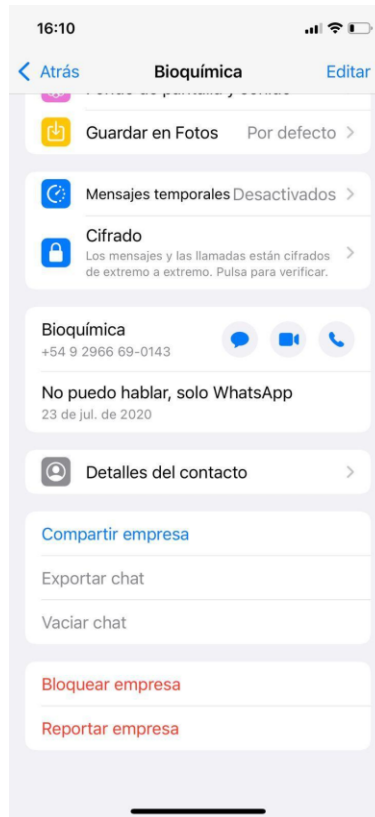 16:10
Atrás
Bioquímica
Editar
Guardar en Fotos
Por defecto
Mensajes temporales
Desactivados
Cifrado
Los mensajes y las llamadas están cifrados
de extremo a extremo. Pulsa para verificar.
Bioquímica
+54 9 2966 69-0143
No puedo hablar, solo WhatsApp
23 de jul. de 2020
Detalles del contacto
Compartir empresa
Exportar chat
Vaciar chat
Bloquear empresa
Reportar empresa